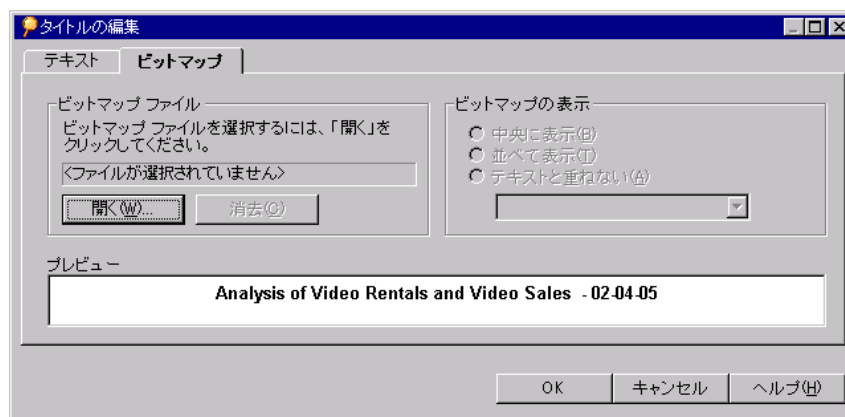 タイトルの編集
テキスト ビットマップ
ビットマップ ファイル
ビットマップ ファイルを選択するには、「開く」を
クリックしてください。
<ファイルが選択されていません>
開く(W)... 消去(C)
ビットマップの表示
中央に表示(B)
並べて表示(T)
テキストと重ねない(A)
プレビュー
Analysis of Video Rentals and Video Sales - 02-04-05
OK キャンセル ヘルプ(H)